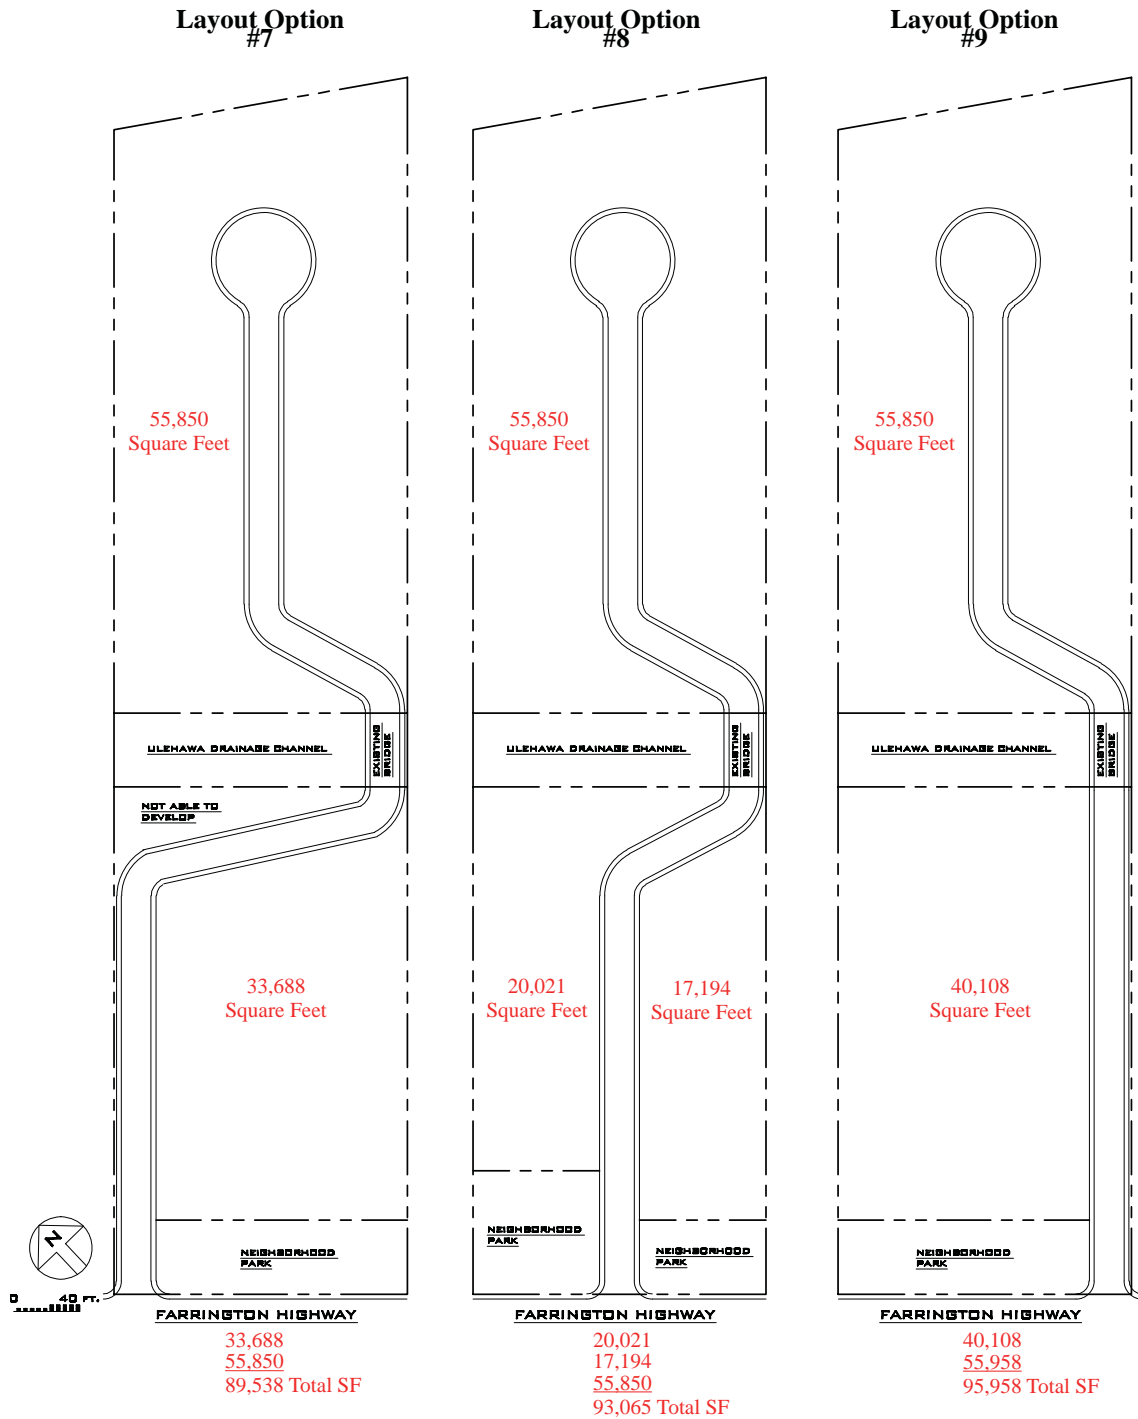 Layout Option
#7
55,850
Square Feet
ULEHAWA DRAINAGE CHANNEL
EXISTING
BRIDGE
NOT ABLE TO
DEVELOP
33,688
Square Feet
NEIGHBORHOOD
PARK
N
0 40 FT.
FARRINGTON HIGHWAY
33,688
55,850
89,538 Total SF
Layout Option
#8
55,850
Square Feet
ULEHAWA DRAINAGE CHANNEL
EXISTING
BRIDGE
20,021
Square Feet
17,194
Square Feet
NEIGHBORHOOD
PARK
NEIGHBORHOOD
PARK
FARRINGTON HIGHWAY
20,021
17,194
55,850
93,065 Total SF
Layout Option
#9
55,850
Square Feet
ULEHAWA DRAINAGE CHANNEL
EXISTING
BRIDGE
40,108
Square Feet
NEIGHBORHOOD
PARK
FARRINGTON HIGHWAY
40,108
55,958
95,958 Total SF